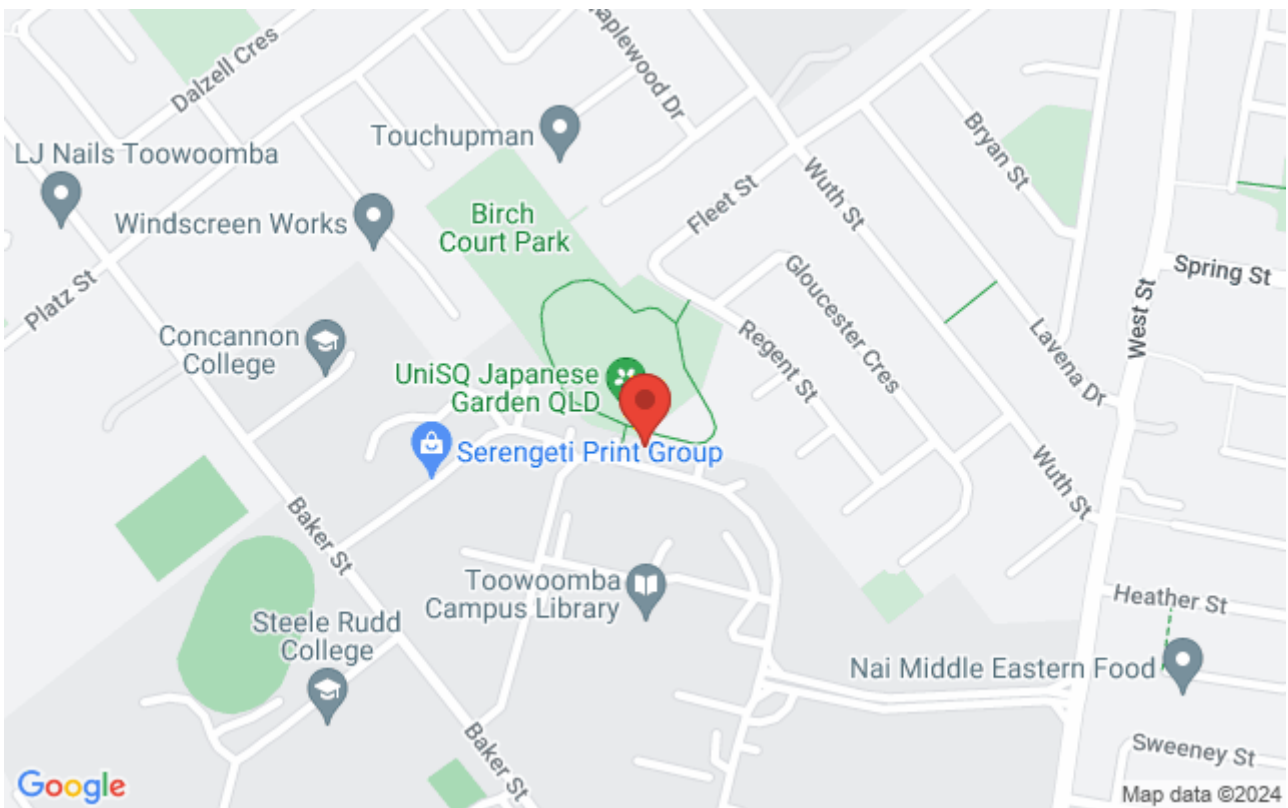 Dalzell Cres
aplewood Dr
Touchupman
LJ Nails Toowoomba
Bryan St
Windscreen Works
Birch
Court Park
Fleet St
Wuth St
Spring St
Platz St
Gloucester Cres
West St
Lavena Dr
Concannon
College
Regent St
UniSQ Japanese
Garden QLD
Serengeti Print Group
Wuth St
Baker St
Toowoomba
Campus Library
Heather St
Steele Rudd
College
Nai Middle Eastern Food
Baker St
Sweeney St
Google
Map data ©2024